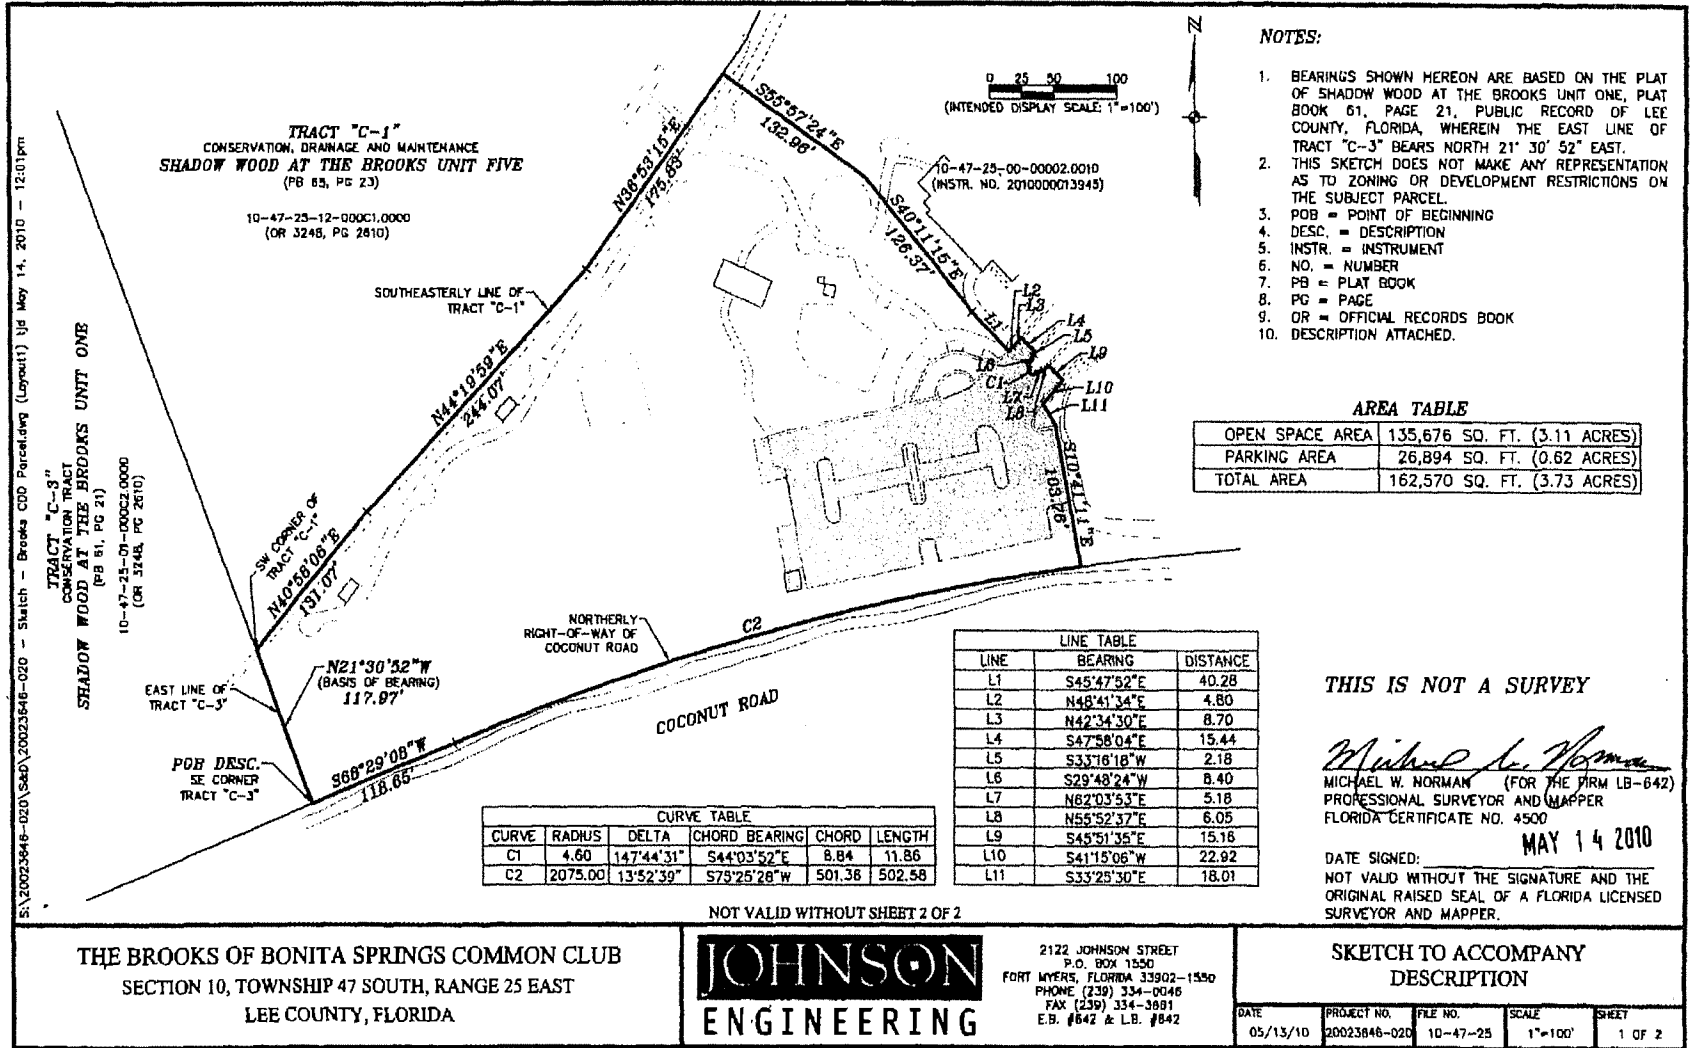 S:\20023646-020\S&D\20023646-020 - Sketch - Brooks CDD Parcel.dwg (Layout1) tjd May 14, 2010 - 12:01pm
TRACT "C-1"
CONSERVATION, DRAINAGE AND MAINTENANCE
SHADOW WOOD AT THE BROOKS UNIT FIVE
(PB 65, PG 23)
10-47-25-12-000C1.0000
(OR 3248, PG 2610)
TRACT "C-3"
CONSERVATION TRACT
SHADOW WOOD AT THE BROOKS UNIT ONE
(PB 61, PG 21)
10-47-25-01-000C2.0000
(OR 3248, PG 2610)
SOUTHEASTERLY LINE OF
TRACT "C-1"
N36°53'15"E
175.85'
S55°57'24"E
132.96'
0 25 50 100
(INTENDED DISPLAY SCALE: 1"=100')
N
10-47-25-00-00002.0010
(INSTR. NO. 2010000013945)
S40°11'15"E
126.37'
L1
L2
L3
L4
L5
L6
C1
L7
L8
L9
L10
L11
S10°41'11"E
103.78'
N44°19'59"E
244.07'
SW CORNER OF
TRACT "C-1"
N40°58'06"E
131.07'
N21°30'52"W
(BASIS OF BEARING)
117.97'
EAST LINE OF
TRACT "C-3"
POB DESC.
SE CORNER
TRACT "C-3"
S68°29'08"W
118.65'
NORTHERLY
RIGHT-OF-WAY OF
COCONUT ROAD
C2
COCONUT ROAD
NOTES:
1. BEARINGS SHOWN HEREON ARE BASED ON THE PLAT
OF SHADOW WOOD AT THE BROOKS UNIT ONE, PLAT
BOOK 61, PAGE 21, PUBLIC RECORD OF LEE
COUNTY, FLORIDA, WHEREIN THE EAST LINE OF
TRACT "C-3" BEARS NORTH 21° 30' 52" EAST.
2. THIS SKETCH DOES NOT MAKE ANY REPRESENTATION
AS TO ZONING OR DEVELOPMENT RESTRICTIONS ON
THE SUBJECT PARCEL.
3. POB = POINT OF BEGINNING
4. DESC. = DESCRIPTION
5. INSTR. = INSTRUMENT
6. NO. = NUMBER
7. PB = PLAT BOOK
8. PG = PAGE
9. OR = OFFICIAL RECORDS BOOK
10. DESCRIPTION ATTACHED.
AREA TABLE
OPEN SPACE AREA 135,676 SQ. FT. (3.11 ACRES)
PARKING AREA 26,894 SQ. FT. (0.62 ACRES)
TOTAL AREA 162,570 SQ. FT. (3.73 ACRES)
LINE TABLE
LINE BEARING DISTANCE
L1 S45°47'52"E 40.28
L2 N48°41'34"E 4.80
L3 N42°34'30"E 8.70
L4 S47°58'04"E 15.44
L5 S33°16'18"W 2.18
L6 S29°48'24"W 8.40
L7 N62°03'53"E 5.18
L8 N55°52'37"E 6.05
L9 S45°51'35"E 15.16
L10 S41°15'06"W 22.92
L11 S33°25'30"E 18.01
CURVE TABLE
CURVE RADIUS DELTA CHORD BEARING CHORD LENGTH
C1 4.60 147°44'31" S44°03'52"E 8.84 11.86
C2 2075.00 13°52'39" S75°25'28"W 501.36 502.58
THIS IS NOT A SURVEY
Michael W. Norman
MICHAEL W. NORMAN (FOR THE FIRM LB-642)
PROFESSIONAL SURVEYOR AND MAPPER
FLORIDA CERTIFICATE NO. 4500
MAY 14 2010
DATE SIGNED:
NOT VALID WITHOUT THE SIGNATURE AND THE
ORIGINAL RAISED SEAL OF A FLORIDA LICENSED
SURVEYOR AND MAPPER.
NOT VALID WITHOUT SHEET 2 OF 2
THE BROOKS OF BONITA SPRINGS COMMON CLUB
SECTION 10, TOWNSHIP 47 SOUTH, RANGE 25 EAST
LEE COUNTY, FLORIDA
JOHNSON
ENGINEERING
2122 JOHNSON STREET
P.O. BOX 1550
FORT MYERS, FLORIDA 33902-1550
PHONE (239) 334-0046
FAX (239) 334-3661
E.B. #642 & L.B. #642
SKETCH TO ACCOMPANY
DESCRIPTION
DATE 05/13/10
PROJECT NO. 20023646-020
FILE NO. 10-47-25
SCALE 1"=100'
SHEET 1 OF 2